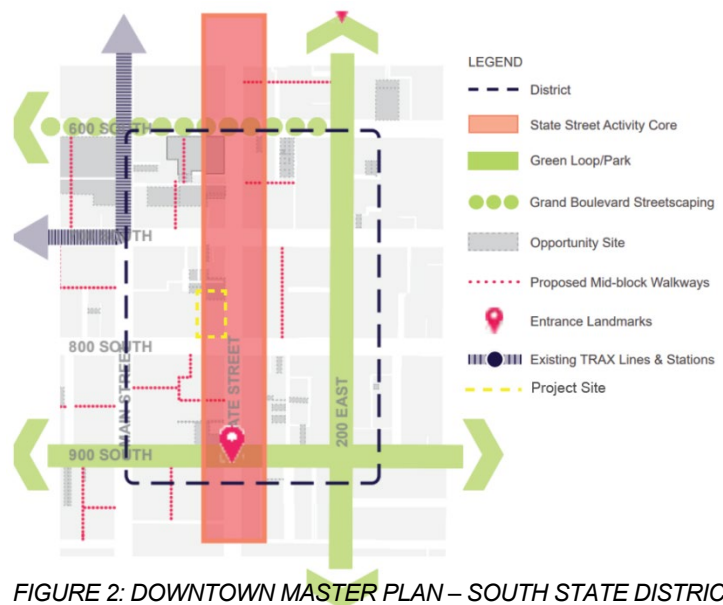 LEGEND
District
State Street Activity Core
Green Loop/Park
600 SOUTH
Grand Boulevard Streetscaping
SOUTH
Opportunity Site
Proposed Mid-block Walkways
Entrance Landmarks
800 SOUTH
Existing TRAX Lines & Stations
Project Site
MAIN STREET
ATE STREET
200 EAST
900 SOUTH
FIGURE 2: DOWNTOWN MASTER PLAN – SOUTH STATE DISTRIC